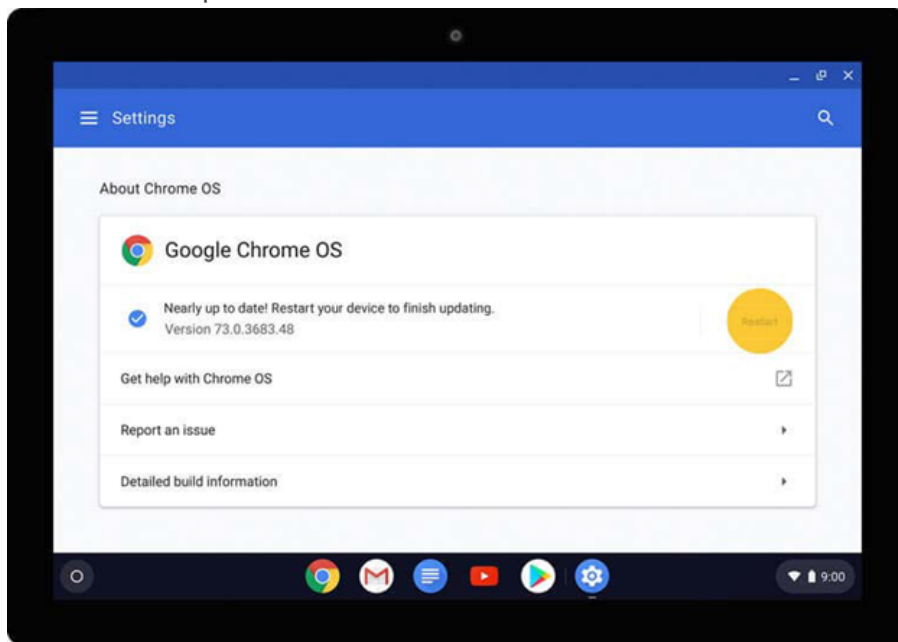 Settings
About Chrome OS
Google Chrome OS
Nearly up to date! Restart your device to finish updating.
Version 73.0.3683.48
Restart
Get help with Chrome OS
Report an issue
Detailed build information
9:00